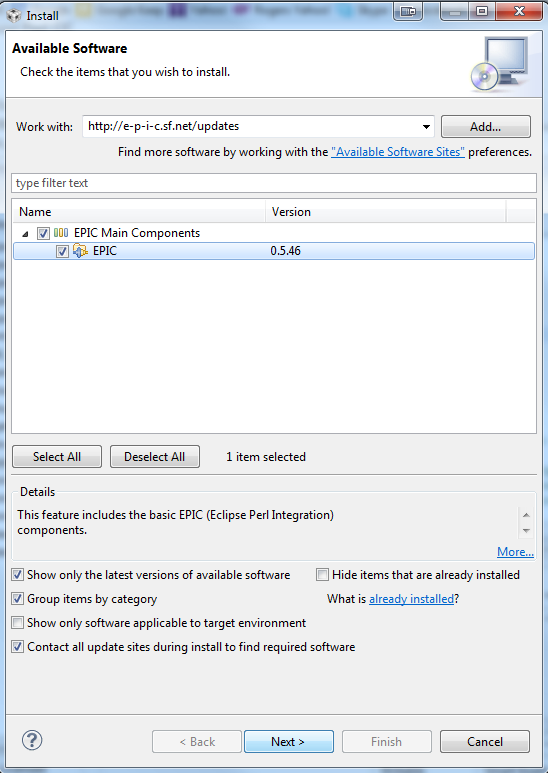 Install
Available Software
Check the items that you wish to install.
Work with: http://e-p-i-c.sf.net/updates Add...
Find more software by working with the "Available Software Sites" preferences.
type filter text
Name Version
EPIC Main Components
EPIC 0.5.46
Select All Deselect All 1 item selected
Details
This feature includes the basic EPIC (Eclipse Perl Integration)
components.
More...
Show only the latest versions of available software Hide items that are already installed
Group items by category What is already installed?
Show only software applicable to target environment
Contact all update sites during install to find required software
? < Back Next > Finish Cancel